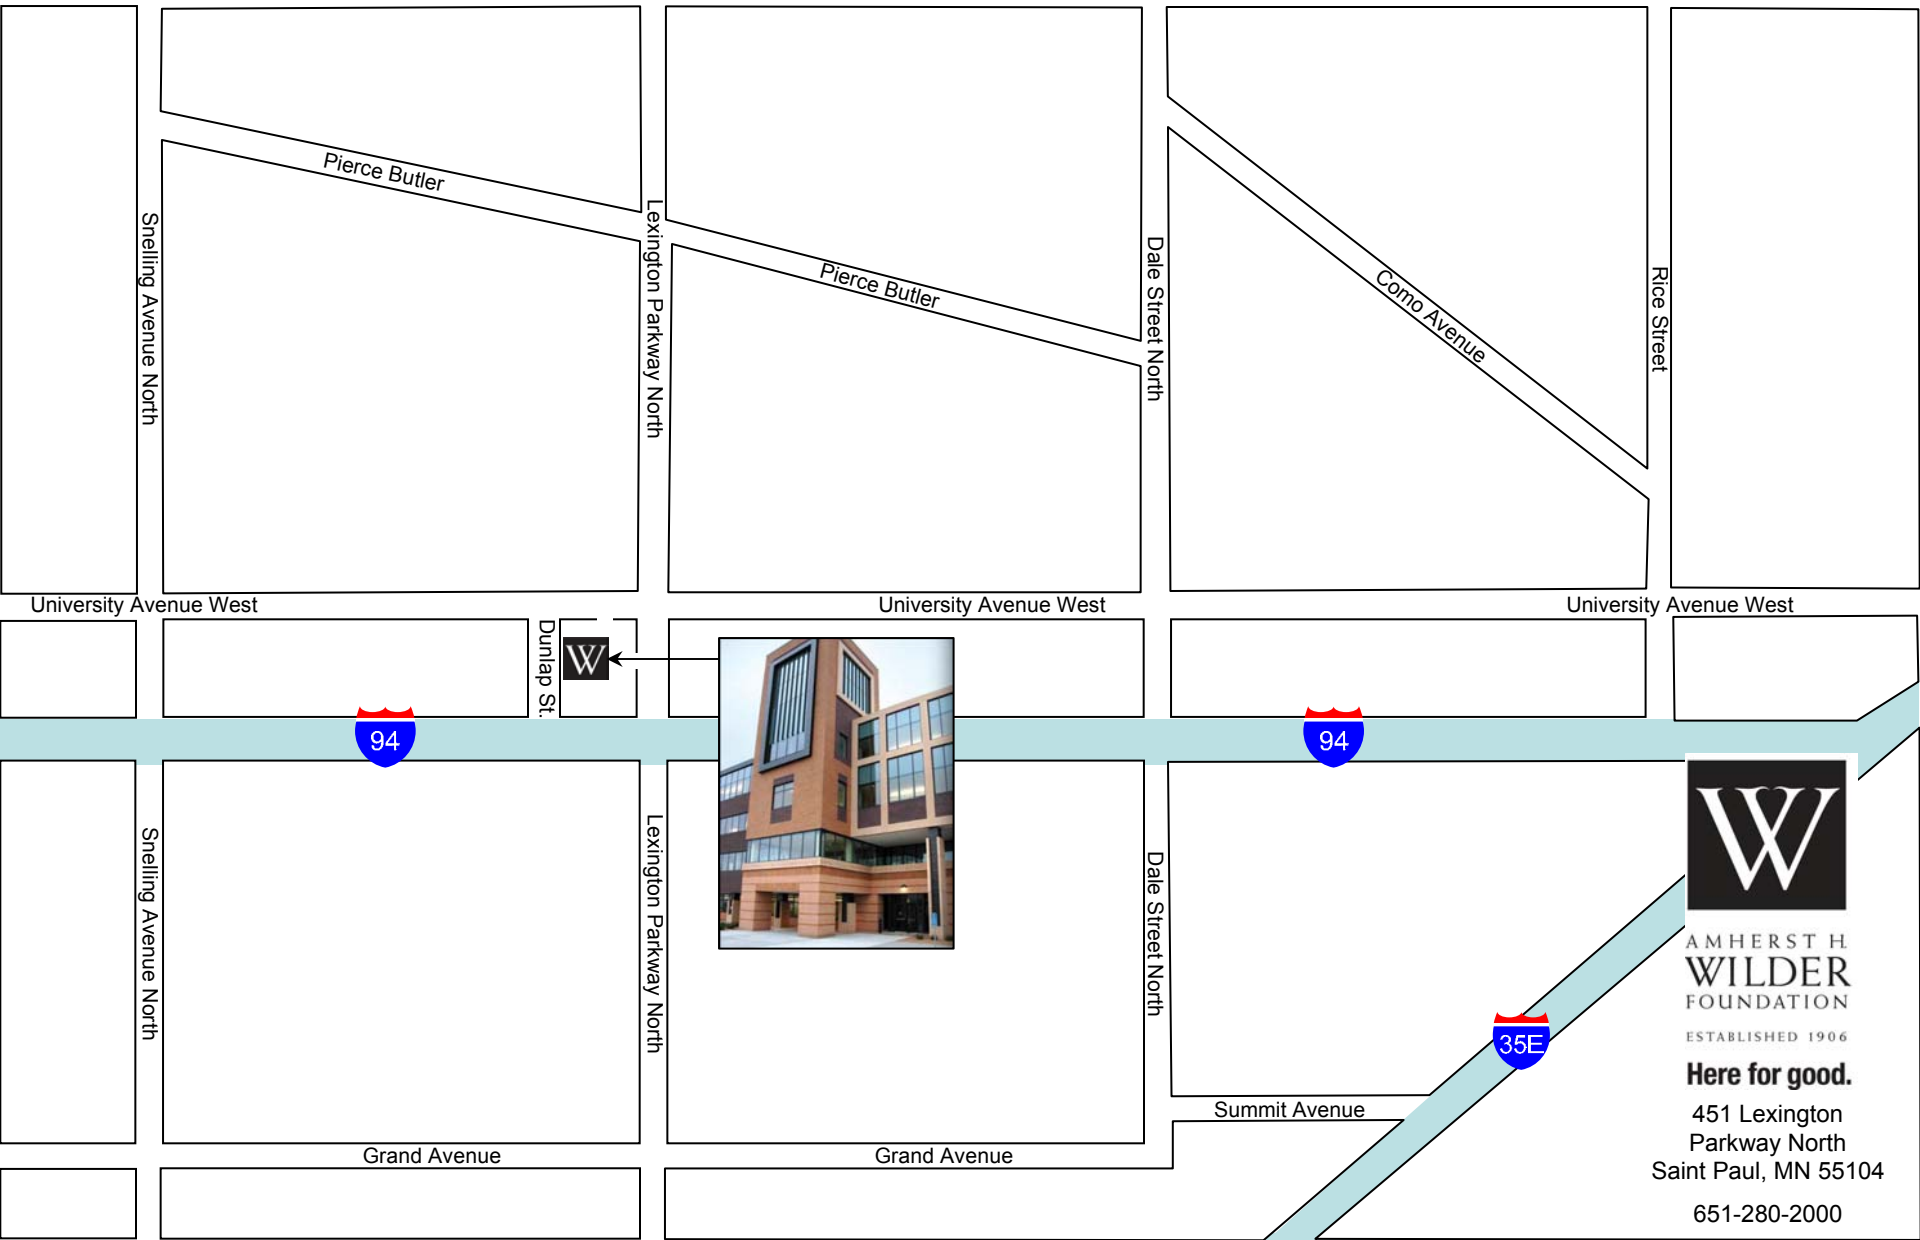 Pierce Butler
Pierce Butler
Snelling Avenue North
Lexington Parkway North
Dale Street North
Como Avenue
Rice Street
University Avenue West
University Avenue West
University Avenue West
Dunlap St.
W
94
94
Snelling Avenue North
Lexington Parkway North
Dale Street North
35E
Summit Avenue
Grand Avenue
Grand Avenue
W
AMHERST H.
WILDER
FOUNDATION
ESTABLISHED 1906
Here for good.
451 Lexington
Parkway North
Saint Paul, MN 55104
651-280-2000